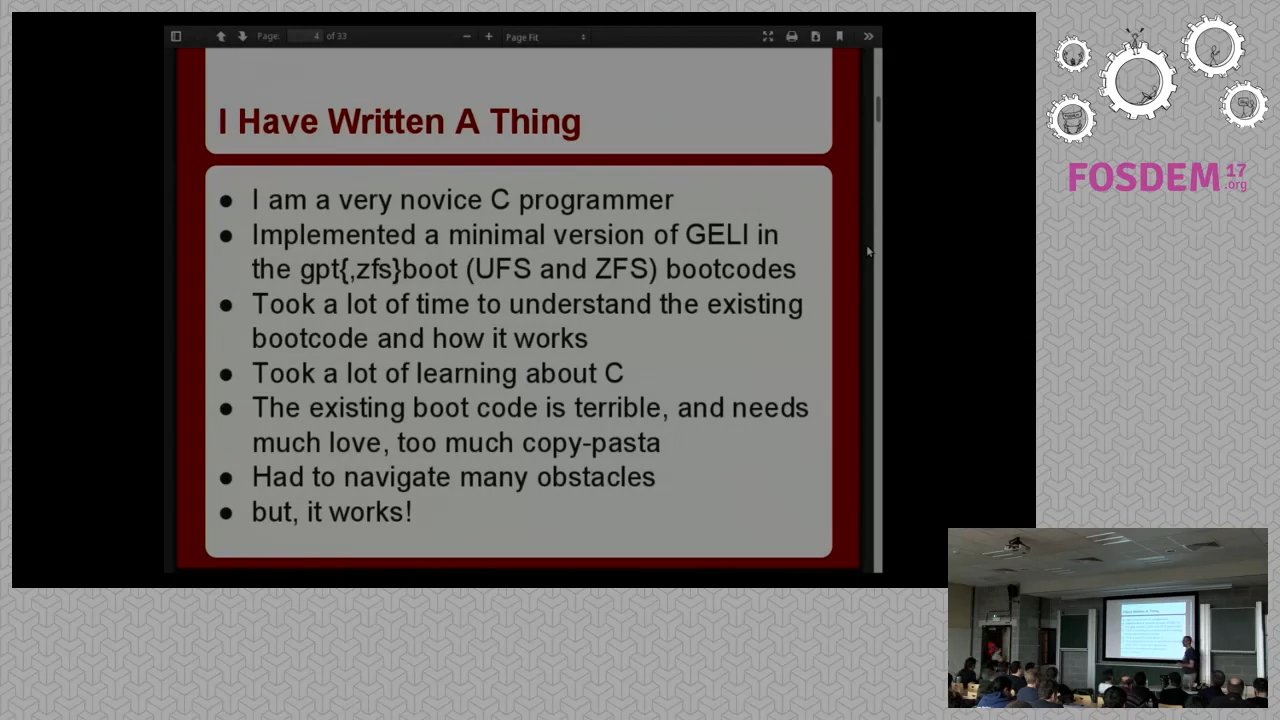 Page: 4 of 33 Page Fit
I Have Written A Thing
● I am a very novice C programmer
● Implemented a minimal version of GELI in
the gpt{,zfs}boot (UFS and ZFS) bootcodes
● Took a lot of time to understand the existing
bootcode and how it works
● Took a lot of learning about C
● The existing boot code is terrible, and needs
much love, too much copy-pasta
● Had to navigate many obstacles
● but, it works!
FOSDEM 17
.org
I Have Written A Thing